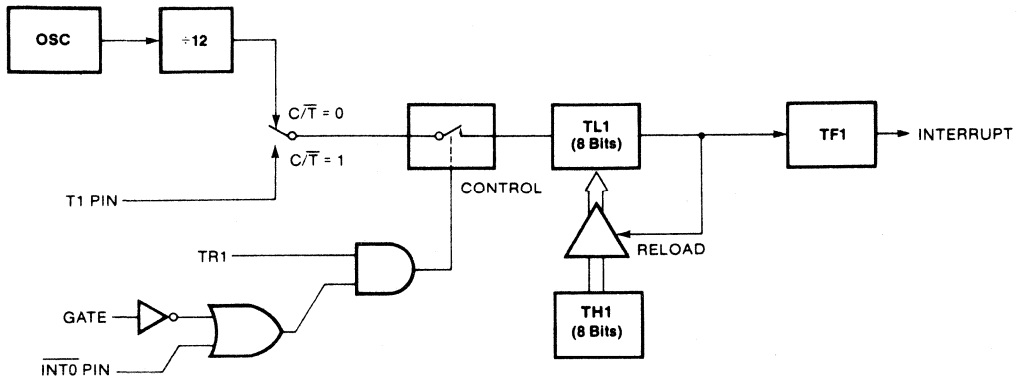 OSC
÷12
C/T̅ = 0
C/T̅ = 1
T1 PIN
CONTROL
TL1
(8 Bits)
TF1
INTERRUPT
RELOAD
TR1
TH1
(8 Bits)
GATE
I̅N̅T̅0̅ PIN